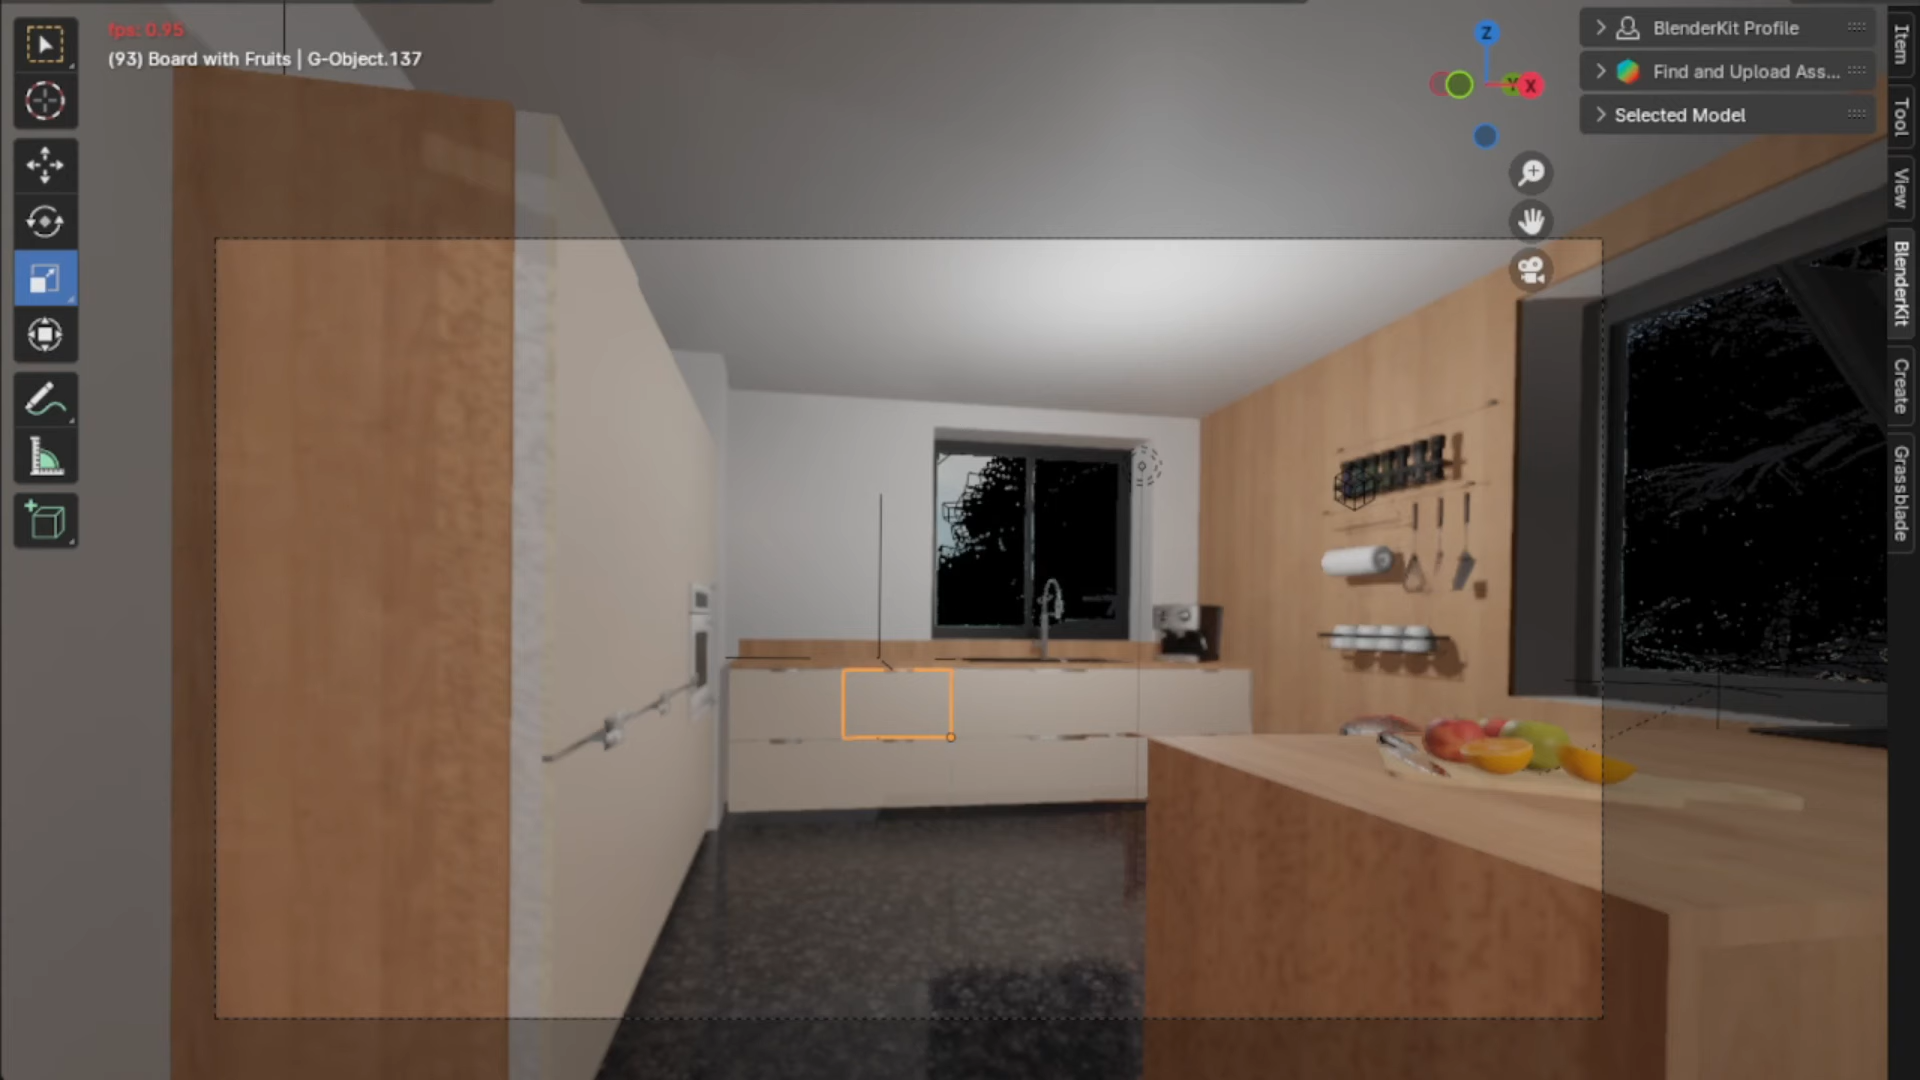 fps: 0.95
(93) Board with Fruits | G-Object.137
Z
Y
X
BlenderKit Profile
Find and Upload Ass...
Selected Model
Item
Tool
View
BlenderKit
Create
Grassblade